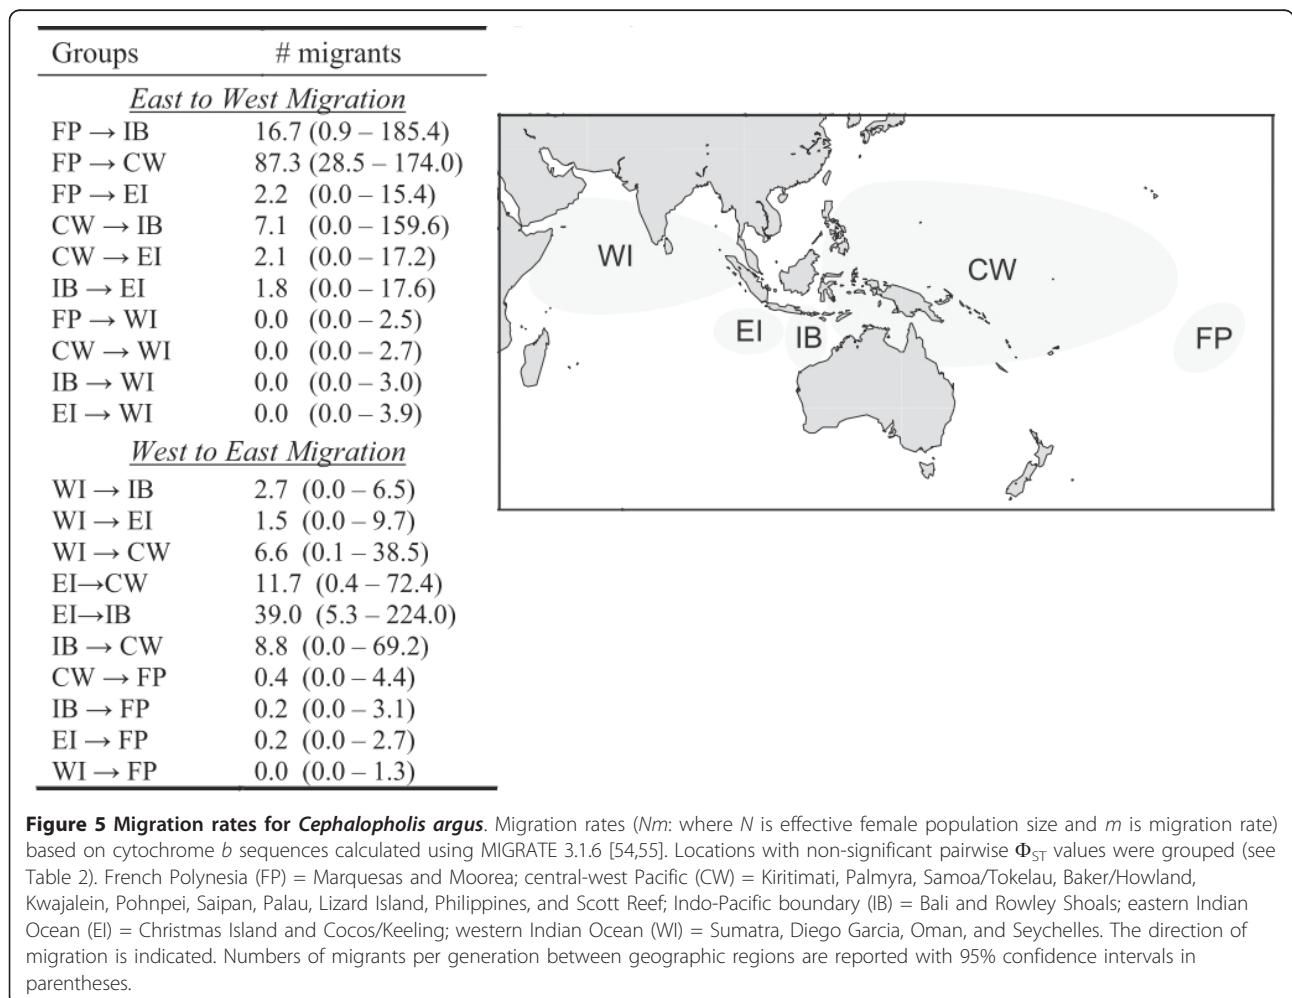 Groups # migrants
East to West Migration
FP → IB 16.7 (0.9 – 185.4)
FP → CW 87.3 (28.5 – 174.0)
FP → EI 2.2 (0.0 – 15.4)
CW → IB 7.1 (0.0 – 159.6)
CW → EI 2.1 (0.0 – 17.2)
IB → EI 1.8 (0.0 – 17.6)
FP → WI 0.0 (0.0 – 2.5)
CW → WI 0.0 (0.0 – 2.7)
IB → WI 0.0 (0.0 – 3.0)
EI → WI 0.0 (0.0 – 3.9)
West to East Migration
WI → IB 2.7 (0.0 – 6.5)
WI → EI 1.5 (0.0 – 9.7)
WI → CW 6.6 (0.1 – 38.5)
EI→CW 11.7 (0.4 – 72.4)
EI→IB 39.0 (5.3 – 224.0)
IB → CW 8.8 (0.0 – 69.2)
CW → FP 0.4 (0.0 – 4.4)
IB → FP 0.2 (0.0 – 3.1)
EI → FP 0.2 (0.0 – 2.7)
WI → FP 0.0 (0.0 – 1.3)
WI
CW
EI
IB
FP
Figure 5 Migration rates for Cephalopholis argus. Migration rates (Nm: where N is effective female population size and m is migration rate)
based on cytochrome b sequences calculated using MIGRATE 3.1.6 [54,55]. Locations with non-significant pairwise ΦST values were grouped (see
Table 2). French Polynesia (FP) = Marquesas and Moorea; central-west Pacific (CW) = Kiritimati, Palmyra, Samoa/Tokelau, Baker/Howland,
Kwajalein, Pohnpei, Saipan, Palau, Lizard Island, Philippines, and Scott Reef; Indo-Pacific boundary (IB) = Bali and Rowley Shoals; eastern Indian
Ocean (EI) = Christmas Island and Cocos/Keeling; western Indian Ocean (WI) = Sumatra, Diego Garcia, Oman, and Seychelles. The direction of
migration is indicated. Numbers of migrants per generation between geographic regions are reported with 95% confidence intervals in
parentheses.